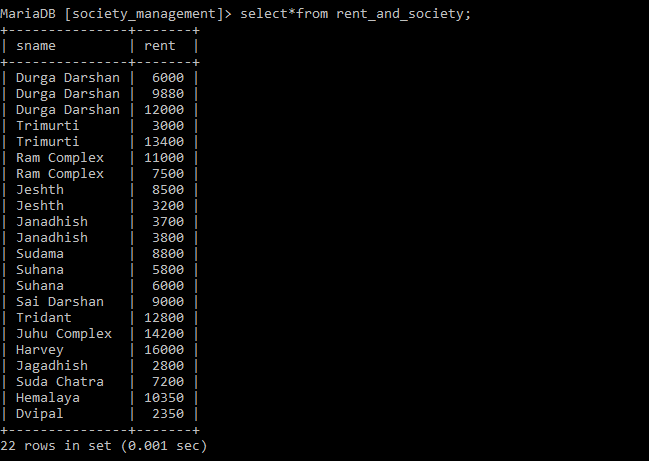 MariaDB [society_management]> select*from rent_and_society;
+---------------+-------+
| sname         | rent  |
+---------------+-------+
| Durga Darshan |  6000 |
| Durga Darshan |  9880 |
| Durga Darshan | 12000 |
| Trimurti      |  3000 |
| Trimurti      | 13400 |
| Ram Complex   | 11000 |
| Ram Complex   |  7500 |
| Jeshth        |  8500 |
| Jeshth        |  3200 |
| Janadhish     |  3700 |
| Janadhish     |  3800 |
| Sudama        |  8800 |
| Suhana        |  5800 |
| Suhana        |  6000 |
| Sai Darshan   |  9000 |
| Tridant       | 12800 |
| Juhu Complex  | 14200 |
| Harvey        | 16000 |
| Jagadhish     |  2800 |
| Suda Chatra   |  7200 |
| Hemalaya      | 10350 |
| Dvipal        |  2350 |
+---------------+-------+
22 rows in set (0.001 sec)